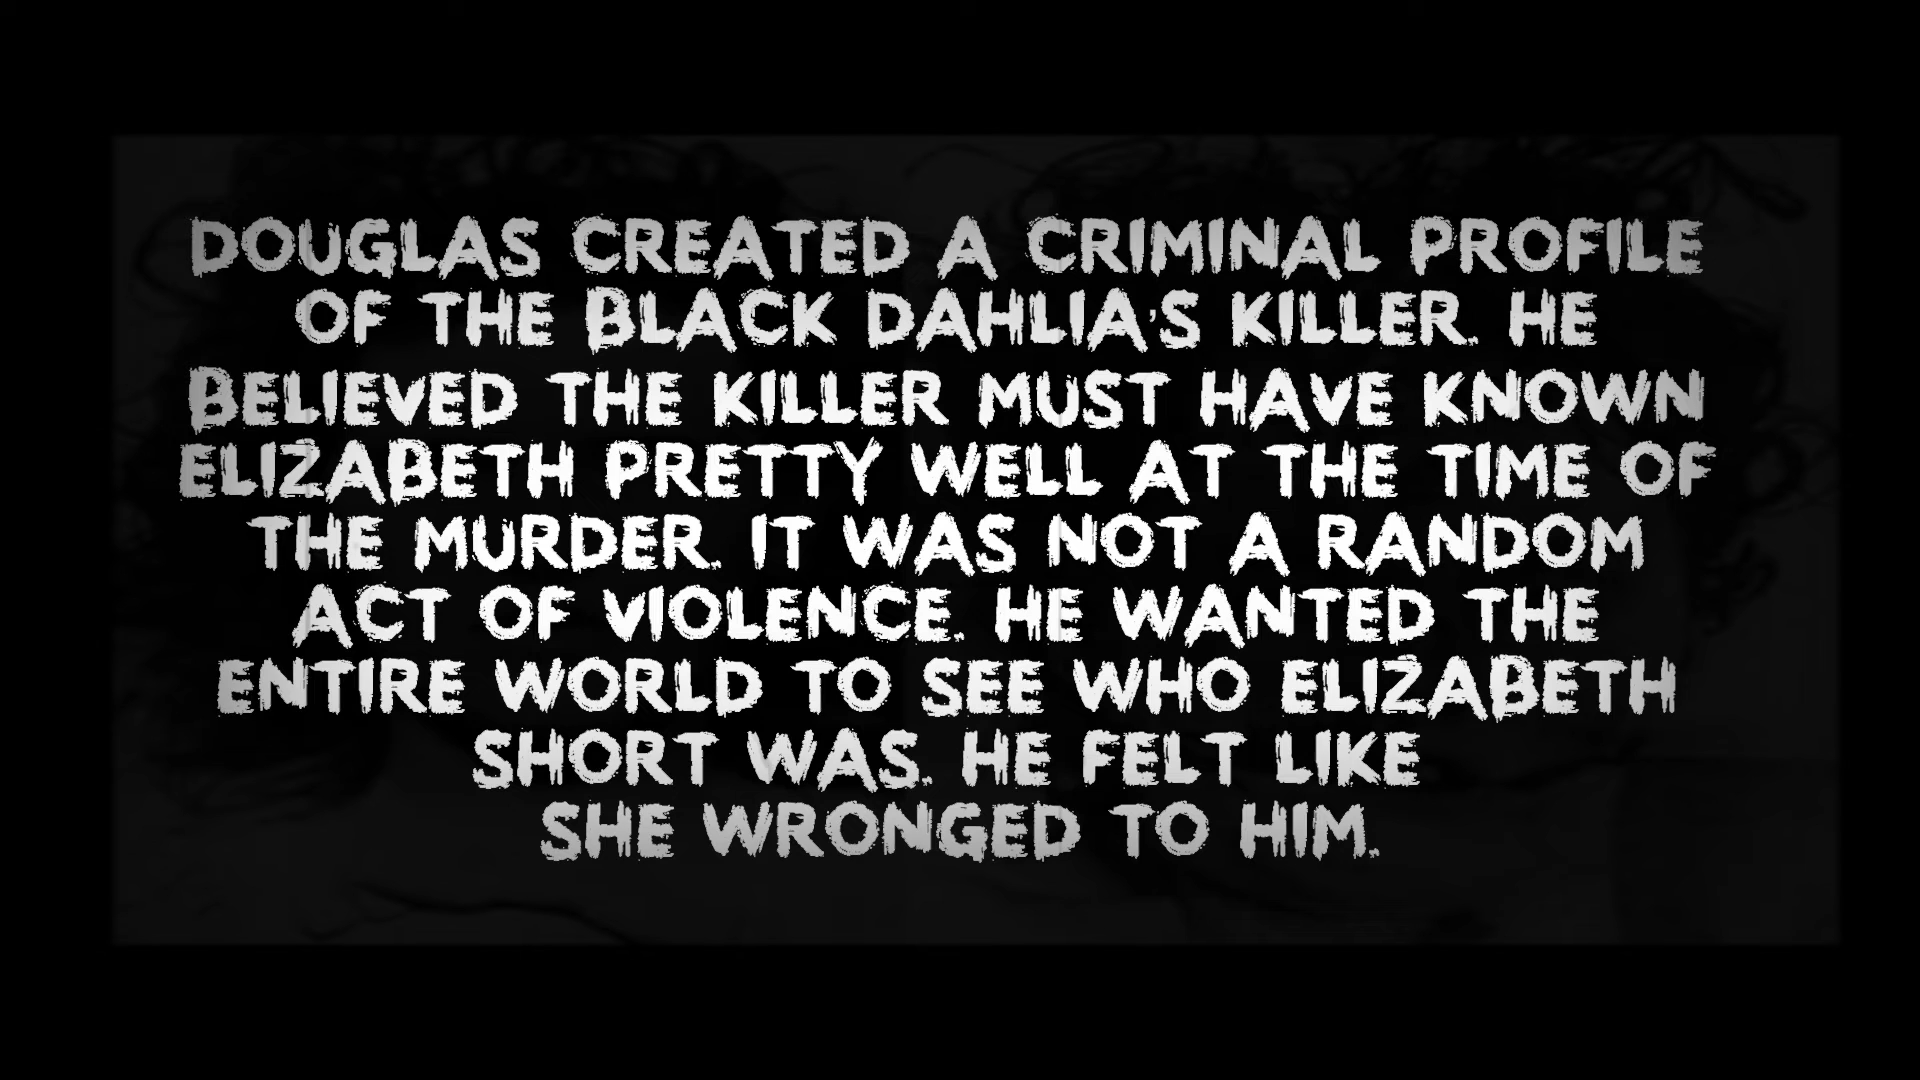 DOUGLAS CREATED A CRIMINAL PROFILE
OF THE BLACK DAHLIA'S KILLER. HE
BELIEVED THE KILLER MUST HAVE KNOWN
ELIZABETH PRETTY WELL AT THE TIME OF
THE MURDER. IT WAS NOT A RANDOM
ACT OF VIOLENCE. HE WANTED THE
ENTIRE WORLD TO SEE WHO ELIZABETH
SHORT WAS. HE FELT LIKE
SHE WRONGED TO HIM.